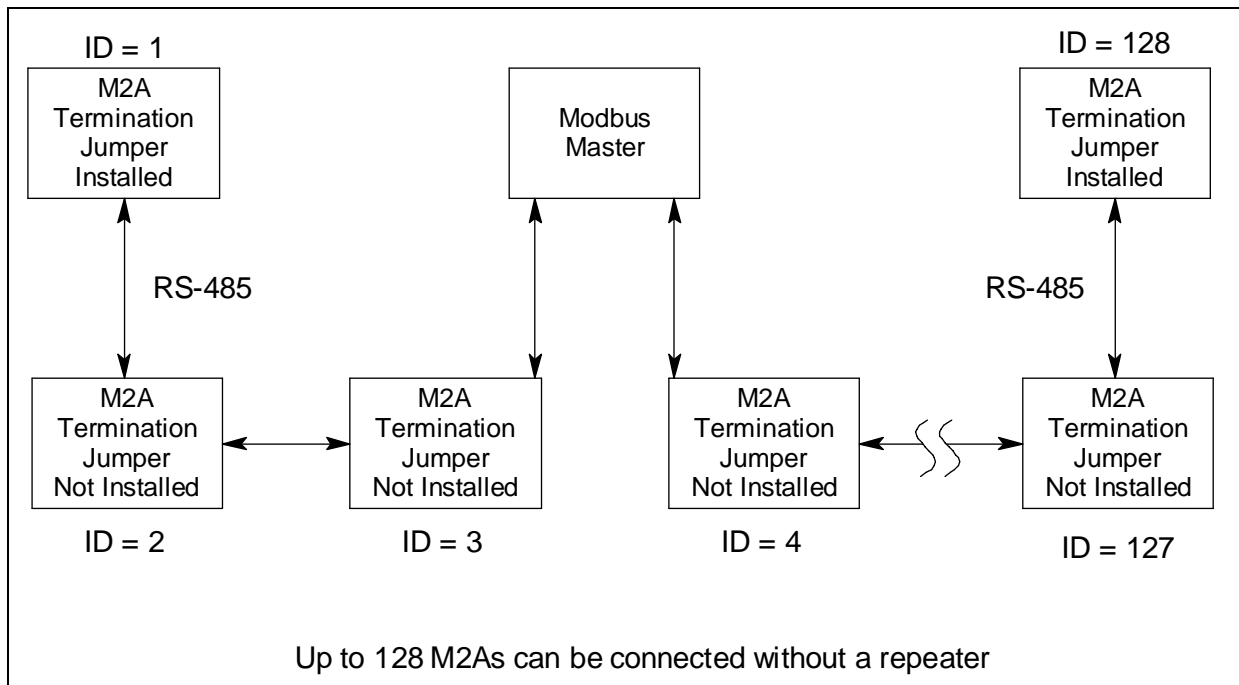 ID = 1
M2A
Termination
Jumper
Installed
Modbus
Master
ID = 128
M2A
Termination
Jumper
Installed
RS-485
RS-485
M2A
Termination
Jumper
Not Installed
ID = 2
M2A
Termination
Jumper
Not Installed
ID = 3
M2A
Termination
Jumper
Not Installed
ID = 4
M2A
Termination
Jumper
Not Installed
ID = 127
Up to 128 M2As can be connected without a repeater